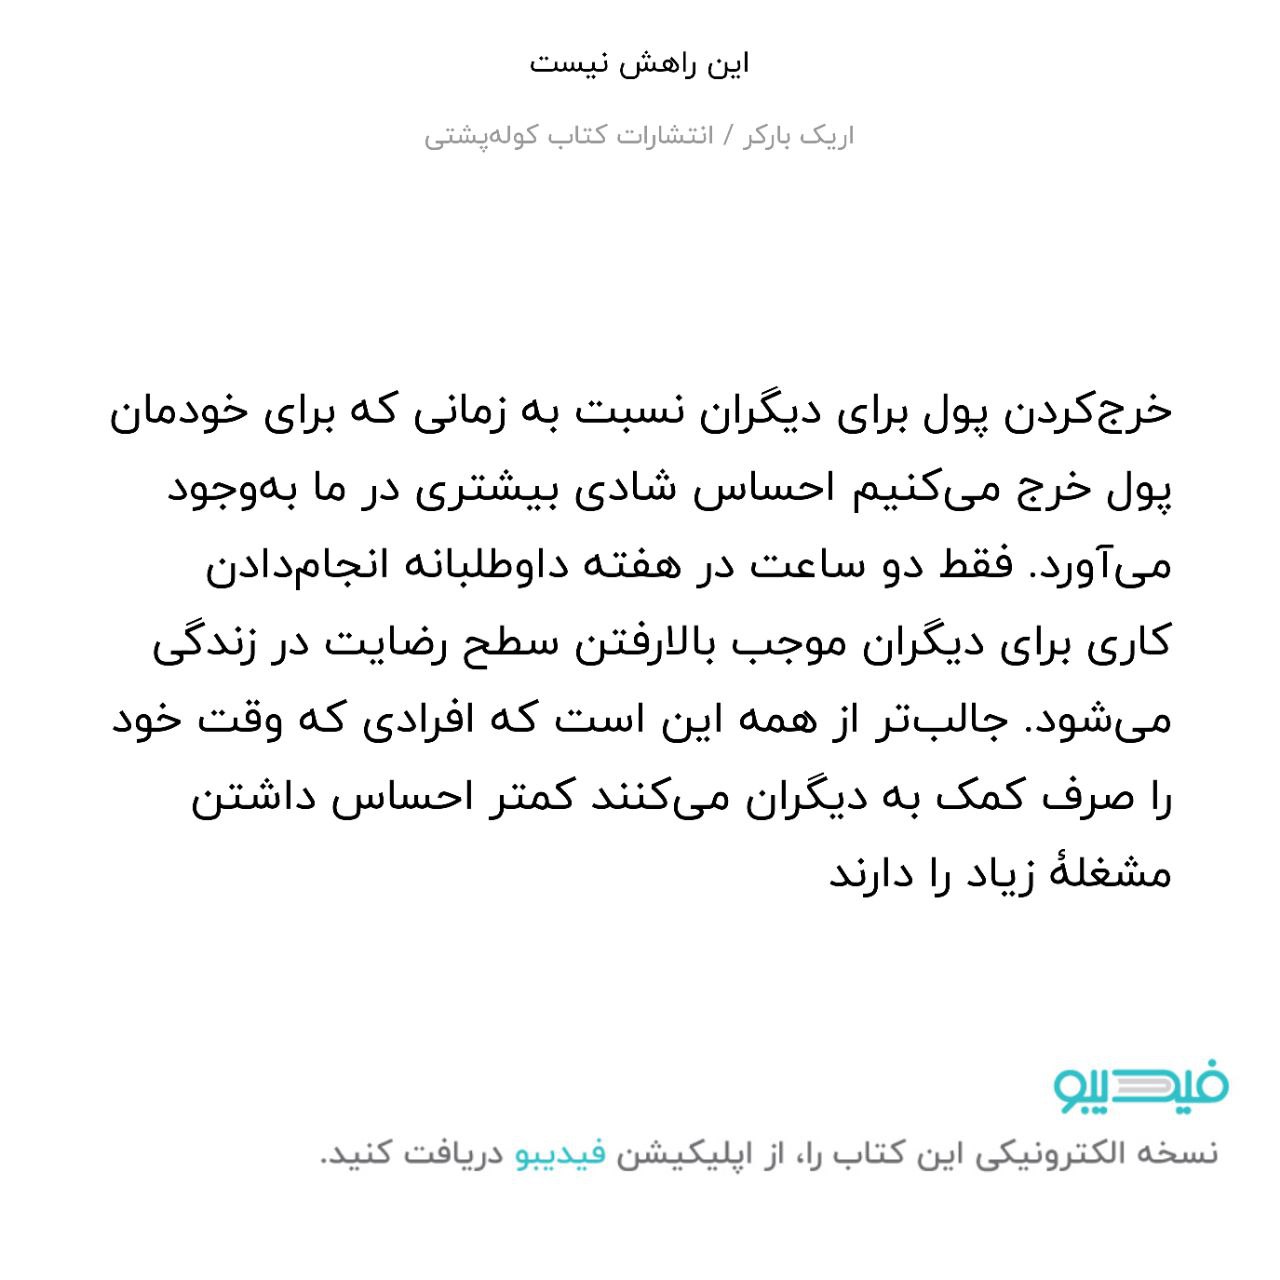 این راهش نیست
اریک بارکر / انتشارات کتاب کوله‌پشتی
خرج‌کردن پول برای دیگران نسبت به زمانی که برای خودمان
پول خرج می‌کنیم احساس شادی بیشتری در ما به‌وجود
می‌آورد. فقط دو ساعت در هفته داوطلبانه انجام‌دادن
کاری برای دیگران موجب بالارفتن سطح رضایت در زندگی
می‌شود. جالب‌تر از همه این است که افرادی که وقت خود
را صرف کمک به دیگران می‌کنند کمتر احساس داشتن
مشغلهٔ زیاد را دارند
فیدیبو
نسخه الکترونیکی این کتاب را، از اپلیکیشن فیدیبو دریافت کنید.